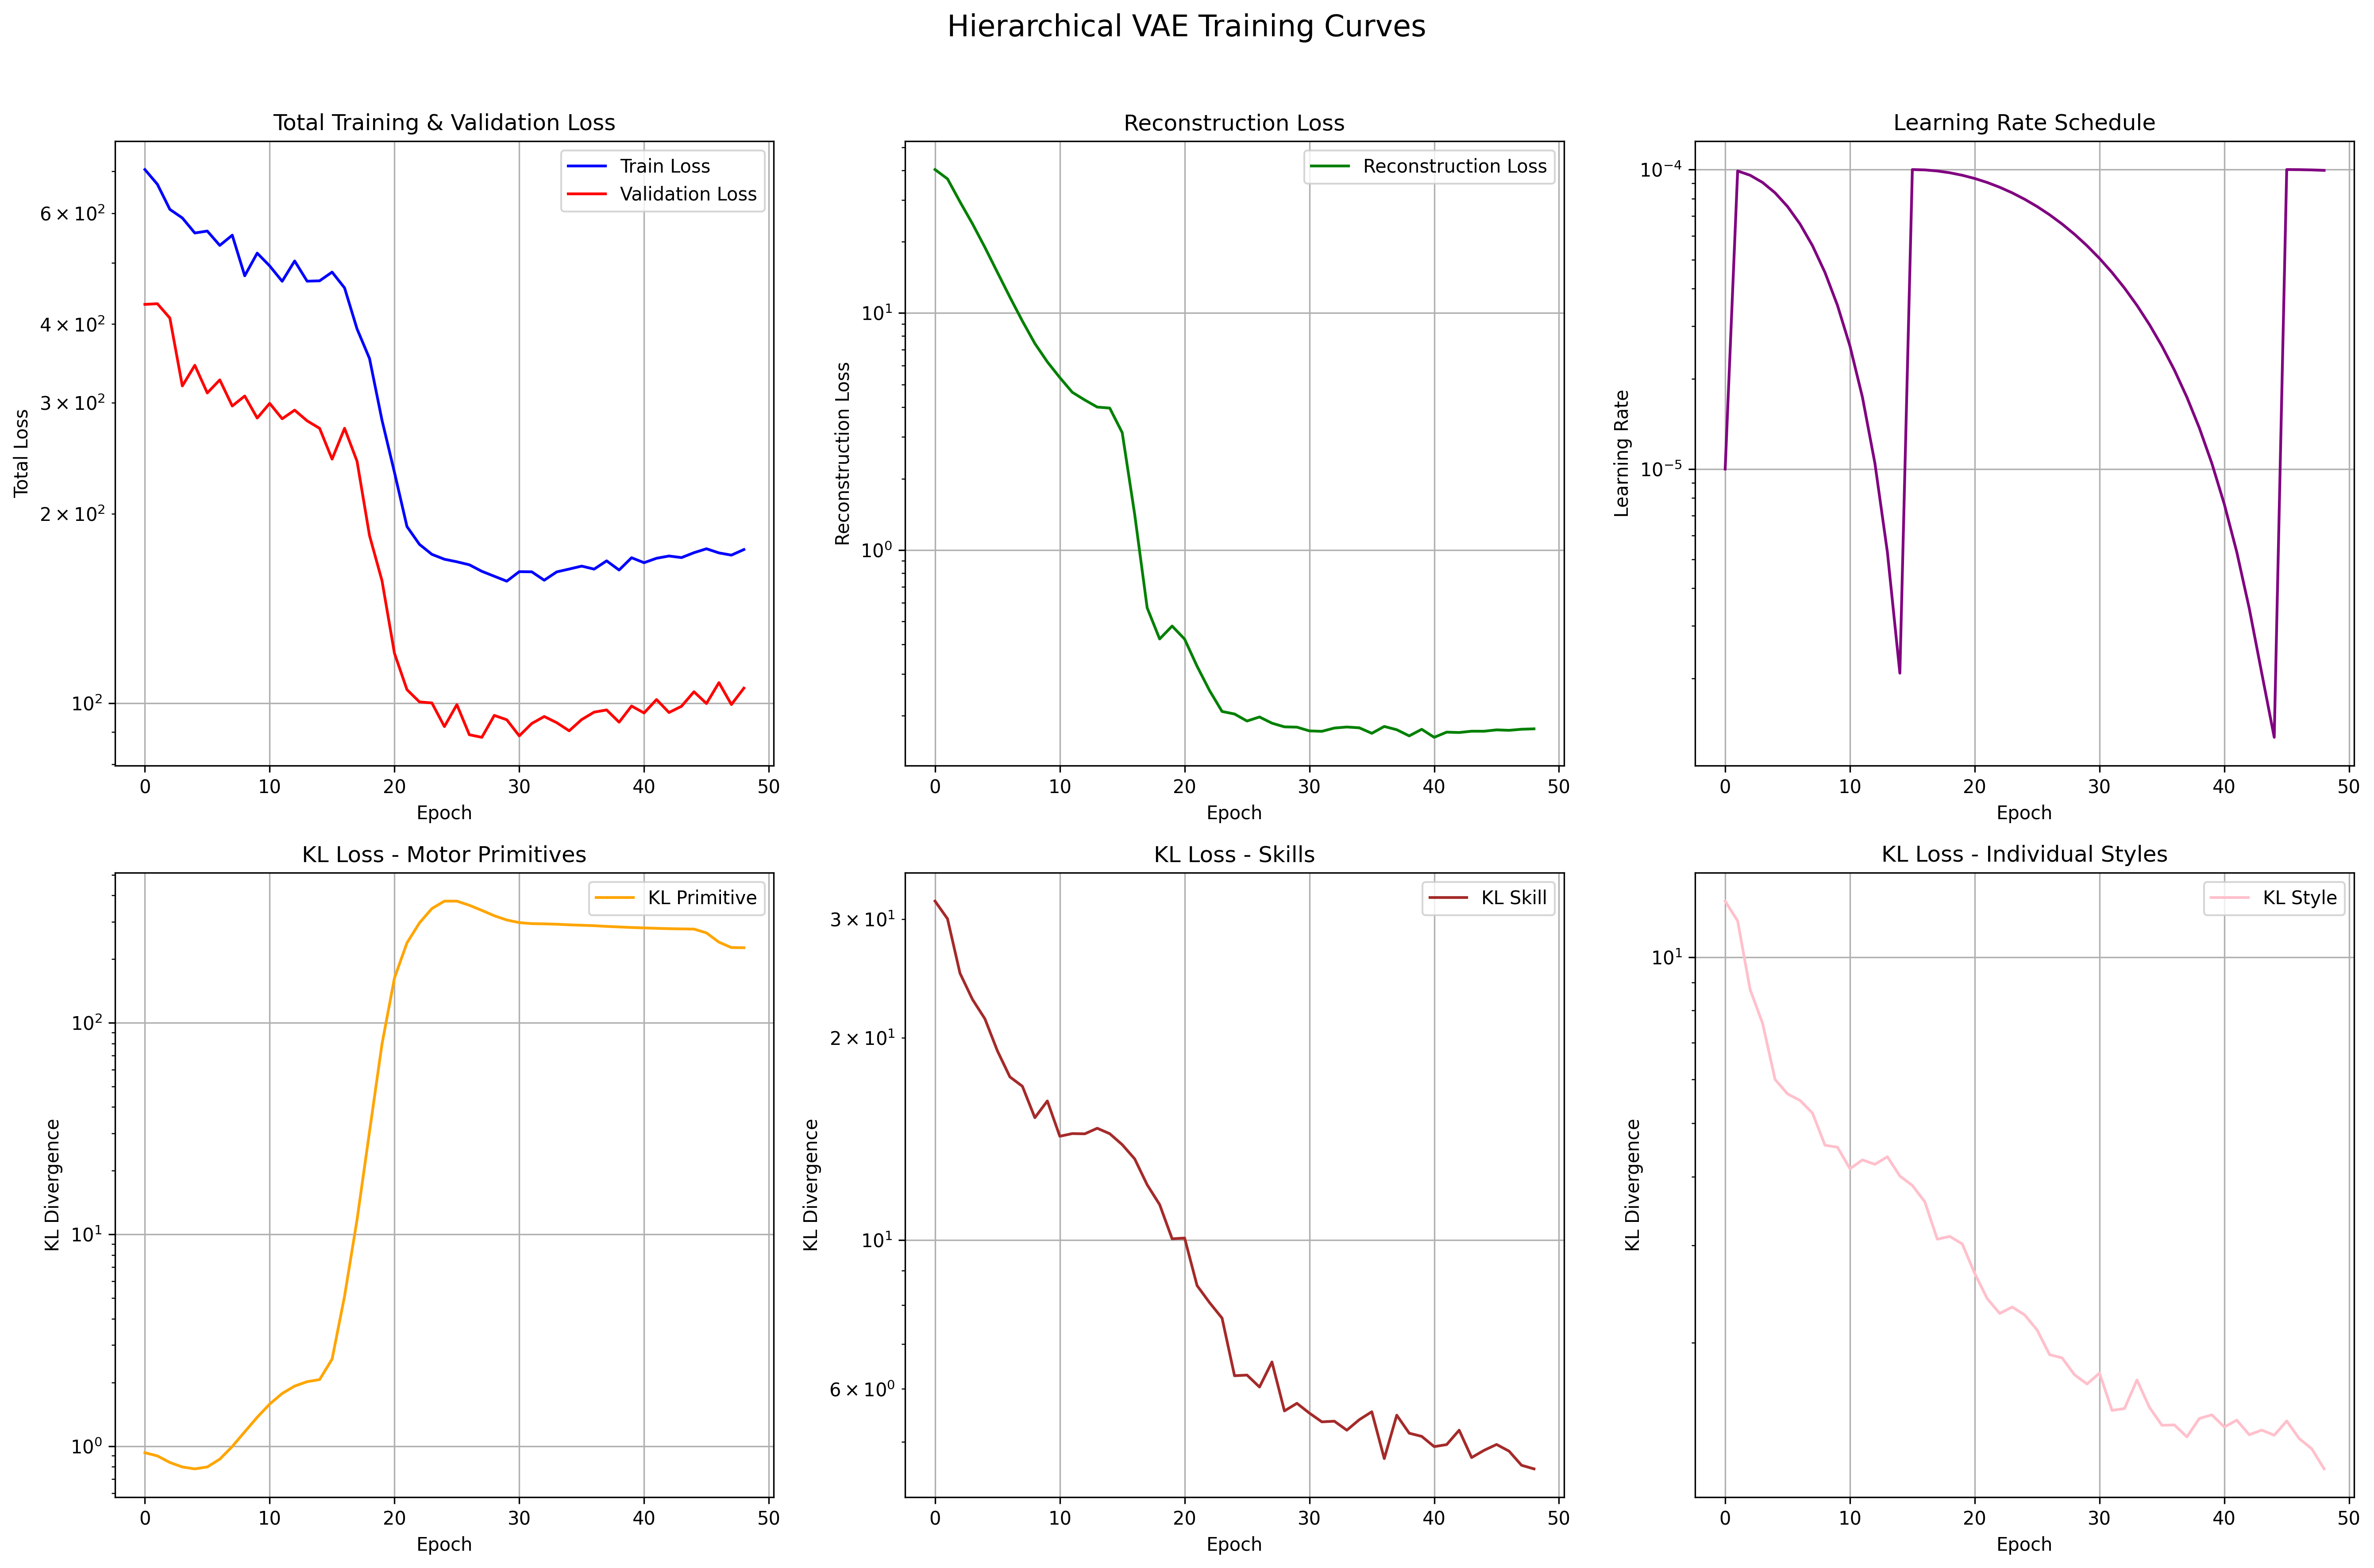 Hierarchical VAE Training Curves
Total Training & Validation Loss
Train Loss
Validation Loss
6 × 10²
4 × 10²
3 × 10²
2 × 10²
10²
Total Loss
0 10 20 30 40 50
Epoch
Reconstruction Loss
Reconstruction Loss
10¹
10⁰
Reconstruction Loss
0 10 20 30 40 50
Epoch
Learning Rate Schedule
10⁻⁴
10⁻⁵
Learning Rate
0 10 20 30 40 50
Epoch
KL Loss - Motor Primitives
KL Primitive
10²
10¹
10⁰
KL Divergence
0 10 20 30 40 50
Epoch
KL Loss - Skills
KL Skill
3 × 10¹
2 × 10¹
10¹
6 × 10⁰
KL Divergence
0 10 20 30 40 50
Epoch
KL Loss - Individual Styles
KL Style
10¹
KL Divergence
0 10 20 30 40 50
Epoch